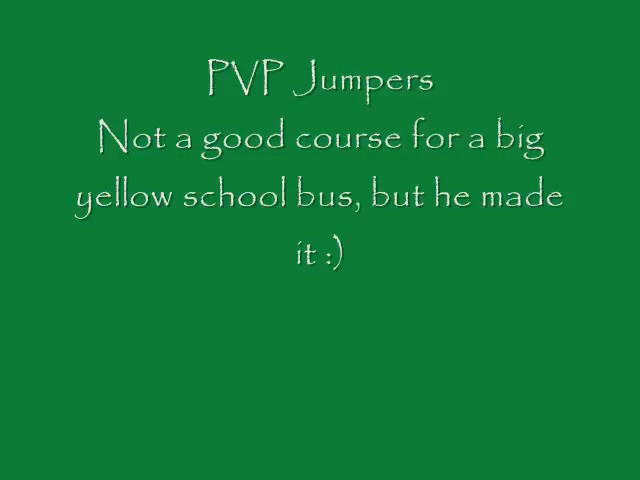 PVP Jumpers
Not a good course for a big
yellow school bus, but he made
it :)